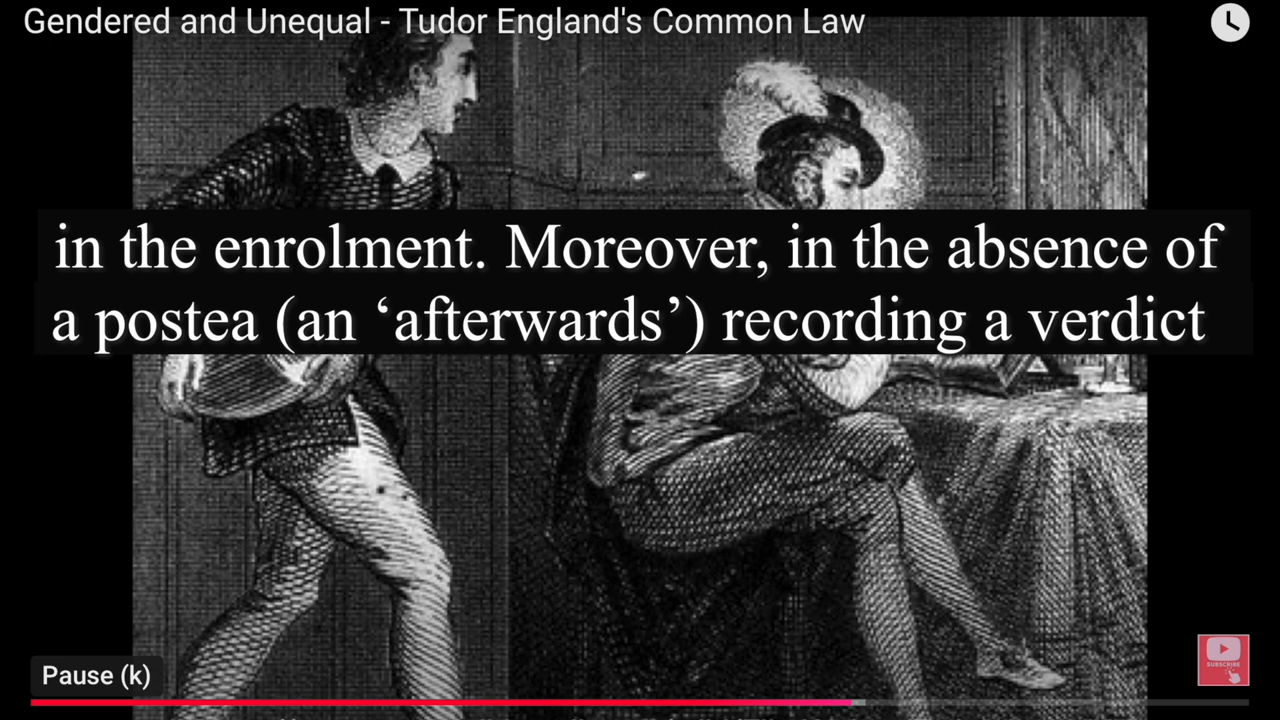 Gendered and Unequal - Tudor England's Common Law
in the enrolment. Moreover, in the absence of
a postea (an ‘afterwards’) recording a verdict
Pause (k)
SUBSCRIBE